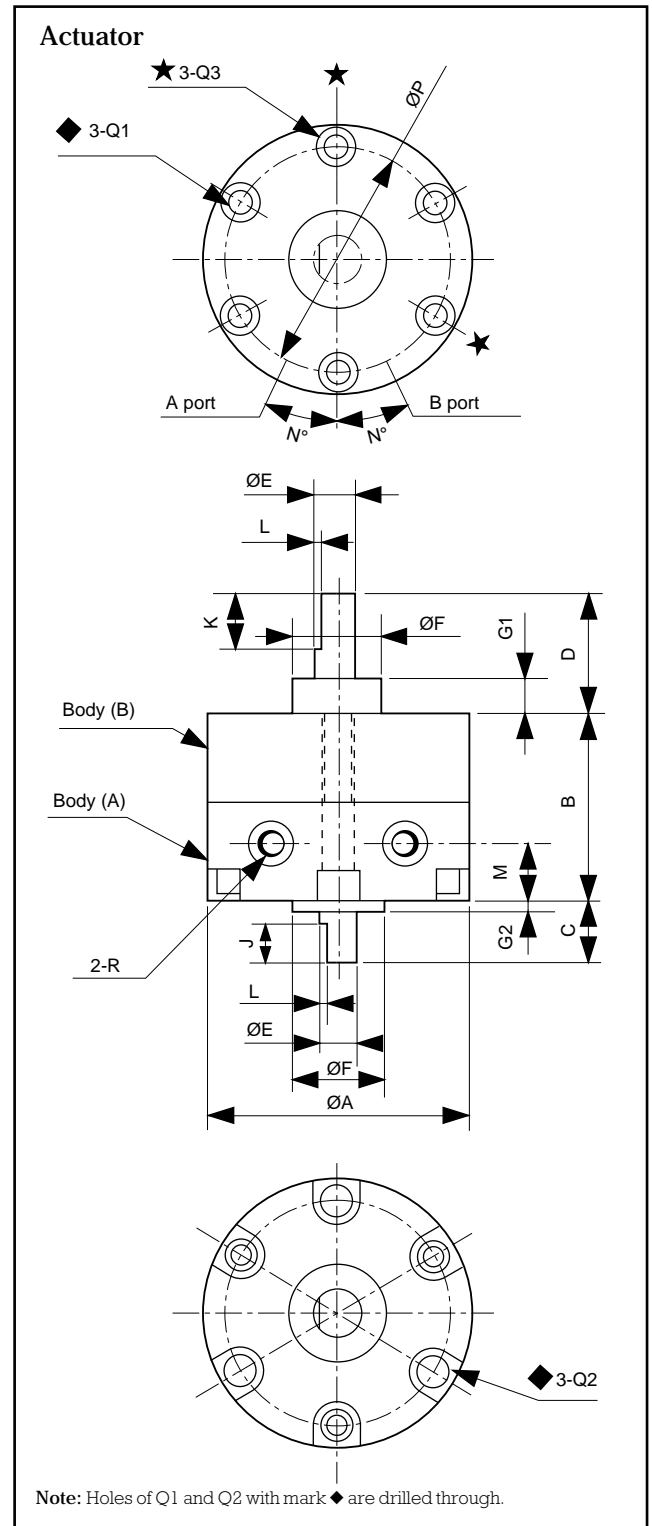 Actuator
★ 3-Q3
★
ØP
◆ 3-Q1
★
A port
B port
N°
N°
ØE
L
K
ØF
G1
D
Body (B)
Body (A)
B
M
J
G2
C
2-R
L
ØE
ØF
ØA
◆ 3-Q2
Note: Holes of Q1 and Q2 with mark ◆ are drilled through.